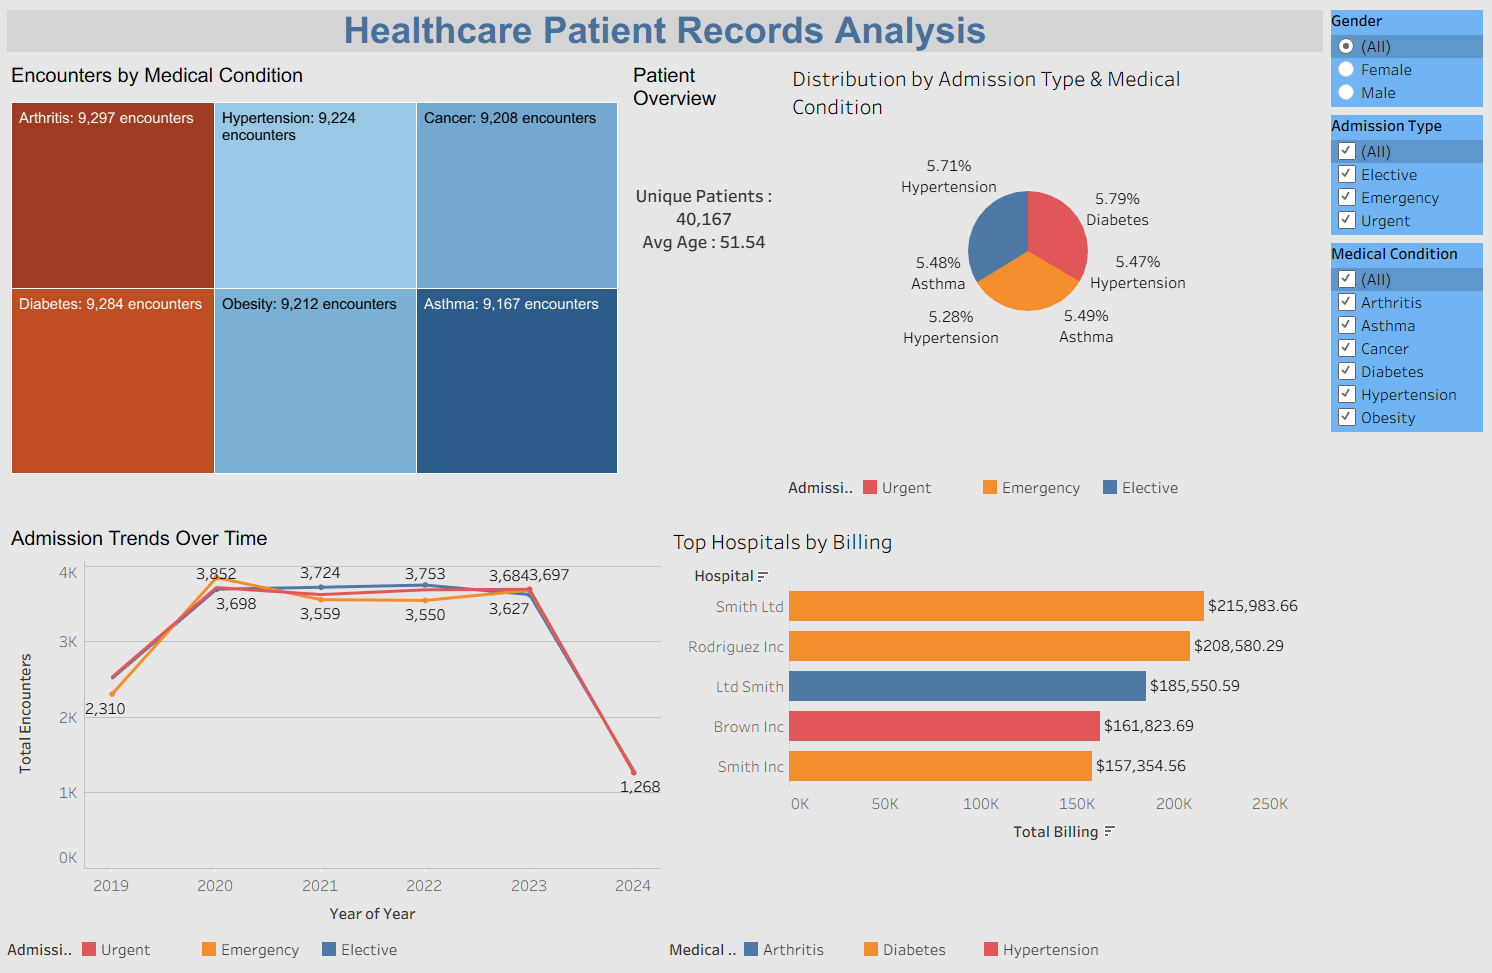 Healthcare Patient Records Analysis
Encounters by Medical Condition
Arthritis: 9,297 encounters
Hypertension: 9,224
encounters
Cancer: 9,208 encounters
Diabetes: 9,284 encounters
Obesity: 9,212 encounters
Asthma: 9,167 encounters
Patient
Overview
Unique Patients :
40,167
Avg Age : 51.54
Distribution by Admission Type & Medical
Condition
5.71%
Hypertension
5.79%
Diabetes
5.48%
Asthma
5.47%
Hypertension
5.28%
Hypertension
5.49%
Asthma
Admissi..
Urgent
Emergency
Elective
Gender
(All)
Female
Male
Admission Type
(All)
Elective
Emergency
Urgent
Medical Condition
(All)
Arthritis
Asthma
Cancer
Diabetes
Hypertension
Obesity
Admission Trends Over Time
Total Encounters
4K
3K
2K
1K
0K
3,852
3,724
3,753
3,684
3,697
3,698
3,559
3,550
3,627
2,310
1,268
2019
2020
2021
2022
2023
2024
Year of Year
Admissi..
Urgent
Emergency
Elective
Top Hospitals by Billing
Hospital
Smith Ltd
$215,983.66
Rodriguez Inc
$208,580.29
Ltd Smith
$185,550.59
Brown Inc
$161,823.69
Smith Inc
$157,354.56
0K
50K
100K
150K
200K
250K
Total Billing
Medical ..
Arthritis
Diabetes
Hypertension